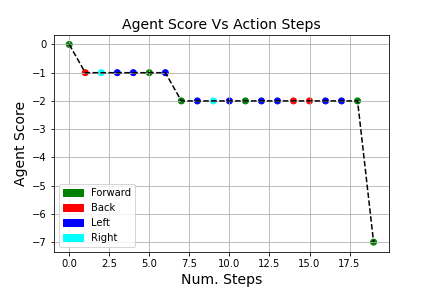 Agent Score Vs Action Steps
0
−1
−2
−3
−4
−5
−6
−7
Agent Score
Forward
Back
Left
Right
0.0 2.5 5.0 7.5 10.0 12.5 15.0 17.5
Num. Steps